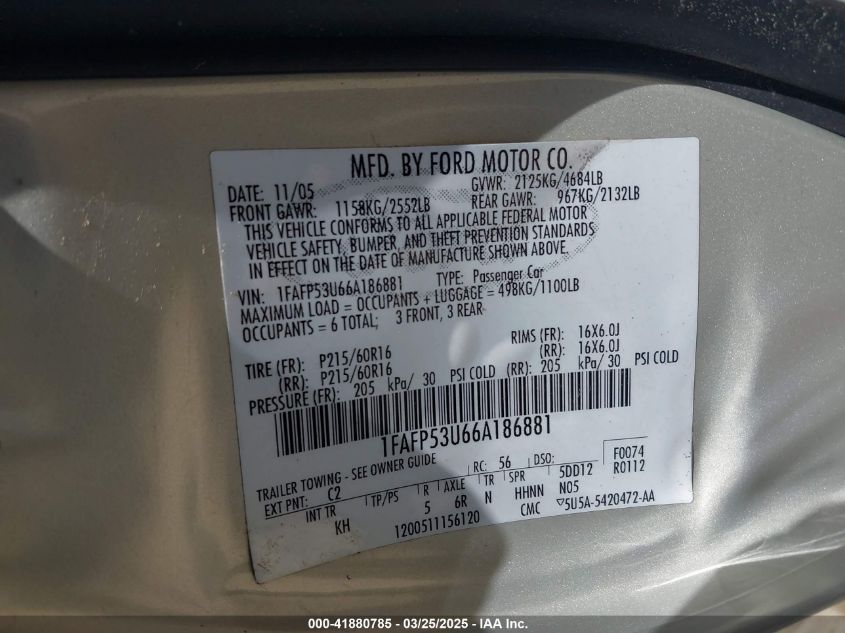 MFD. BY FORD MOTOR CO.
DATE: 11/05 GVWR: 2125KG/4684LB
FRONT GAWR: 1158KG/2552LB REAR GAWR: 967KG/2132LB
THIS VEHICLE CONFORMS TO ALL APPLICABLE FEDERAL MOTOR
VEHICLE SAFETY, BUMPER, AND THEFT PREVENTION STANDARDS
IN EFFECT ON THE DATE OF MANUFACTURE SHOWN ABOVE.
VIN: 1FAFP53U66A186881 TYPE: Passenger Car
MAXIMUM LOAD = OCCUPANTS + LUGGAGE = 498KG/1100LB
OCCUPANTS = 6 TOTAL; 3 FRONT, 3 REAR
TIRE (FR): P215/60R16 RIMS (FR): 16X6.0J
(RR): P215/60R16 (RR): 16X6.0J
PRESSURE (FR): 205 kPa/ 30 PSI COLD (RR): 205 kPa/ 30 PSI COLD
1FAFP53U66A186881
TRAILER TOWING - SEE OWNER GUIDE RC: 56 DSO: F0074
EXT PNT: C2 5DD12 R0112
INT TR TP/PS R AXLE TR SPR N05
KH 5 6R N HHNN
1200511156120 CMC ▽5U5A-5420472-AA
000-41880785 — 03/25/2025 — IAA Inc.